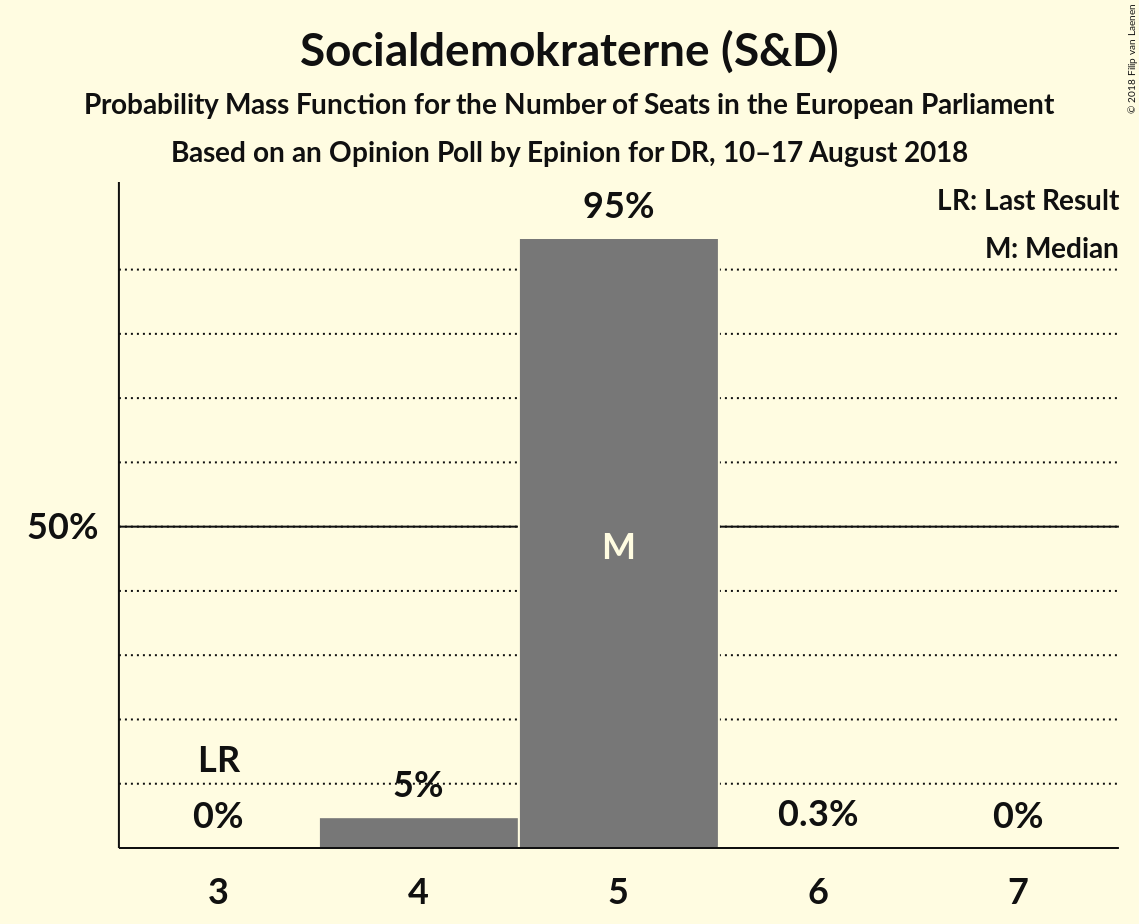 Socialdemokraterne (S&D)
Probability Mass Function for the Number of Seats in the European Parliament
Based on an Opinion Poll by Epinion for DR, 10–17 August 2018
© 2018 Filip van Laenen
LR: Last Result
M: Median
95%
50%
M
LR
0%
5%
0.3%
0%
3
4
5
6
7